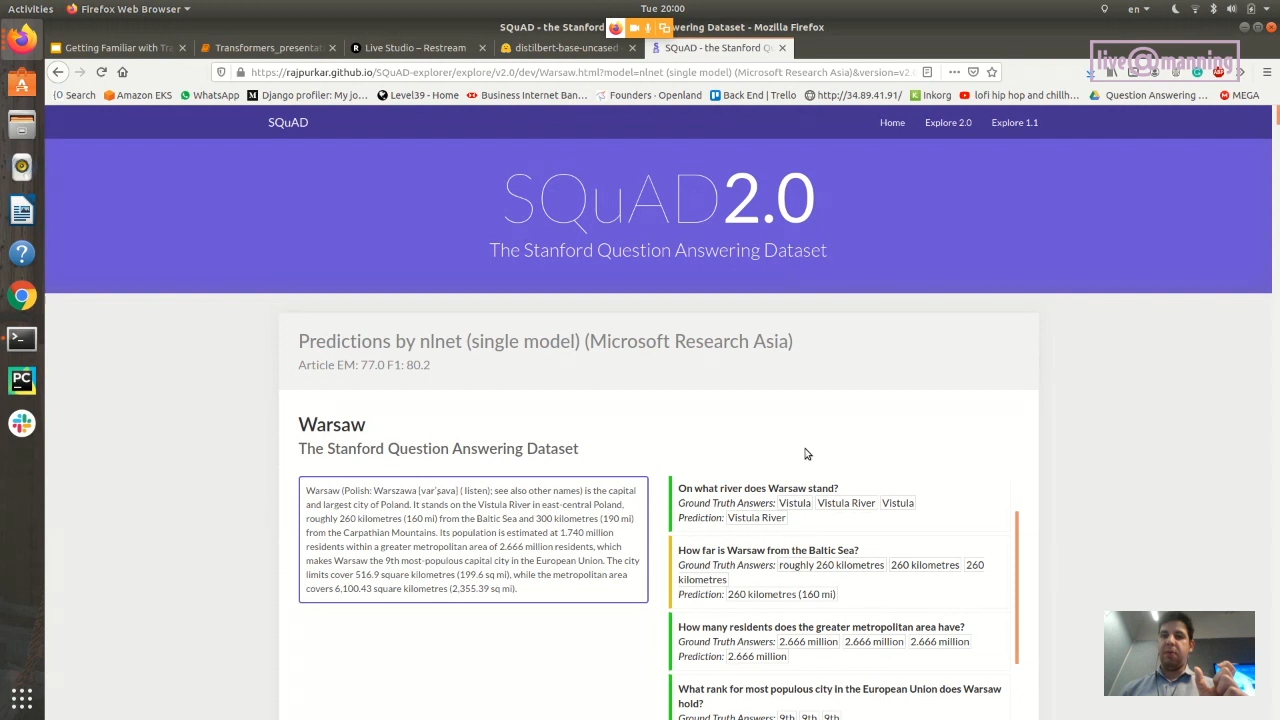 Activities Firefox Web Browser Tue 20:00 en
SQuAD - the Stanford Question Answering Dataset - Mozilla Firefox
Getting Familiar with Tra × Transformers_presentat × Live Studio – Restream × distilbert-base-uncased × SQuAD - the Stanford Qu ×
live@manning
https://rajpurkar.github.io/SQuAD-explorer/explore/v2.0/dev/Warsaw.html?model=nlnet (single model) (Microsoft Research Asia)&version=v2.0
Search Amazon EKS WhatsApp Django profiler: My jo... Level39 - Home Business Internet Ban... Founders · Openland Back End | Trello http://34.89.41.91/ Inkorg lofi hip hop and chillh... Question Answering ... MEGA
SQuAD Home Explore 2.0 Explore 1.1
SQuAD2.0
The Stanford Question Answering Dataset
Predictions by nlnet (single model) (Microsoft Research Asia)
Article EM: 77.0 F1: 80.2
Warsaw
The Stanford Question Answering Dataset
Warsaw (Polish: Warszawa [varˈʂava] ( listen); see also other names) is the capital
and largest city of Poland. It stands on the Vistula River in east-central Poland,
roughly 260 kilometres (160 mi) from the Baltic Sea and 300 kilometres (190 mi)
from the Carpathian Mountains. Its population is estimated at 1.740 million
residents within a greater metropolitan area of 2.666 million residents, which
makes Warsaw the 9th most-populous capital city in the European Union. The city
limits cover 516.9 square kilometres (199.6 sq mi), while the metropolitan area
covers 6,100.43 square kilometres (2,355.39 sq mi).
On what river does Warsaw stand?
Ground Truth Answers: Vistula Vistula River Vistula
Prediction: Vistula River
How far is Warsaw from the Baltic Sea?
Ground Truth Answers: roughly 260 kilometres 260 kilometres 260
kilometres
Prediction: 260 kilometres (160 mi)
How many residents does the greater metropolitan area have?
Ground Truth Answers: 2.666 million 2.666 million 2.666 million
Prediction: 2.666 million
What rank for most populous city in the European Union does Warsaw
hold?
Ground Truth Answers: 9th 9th 9th